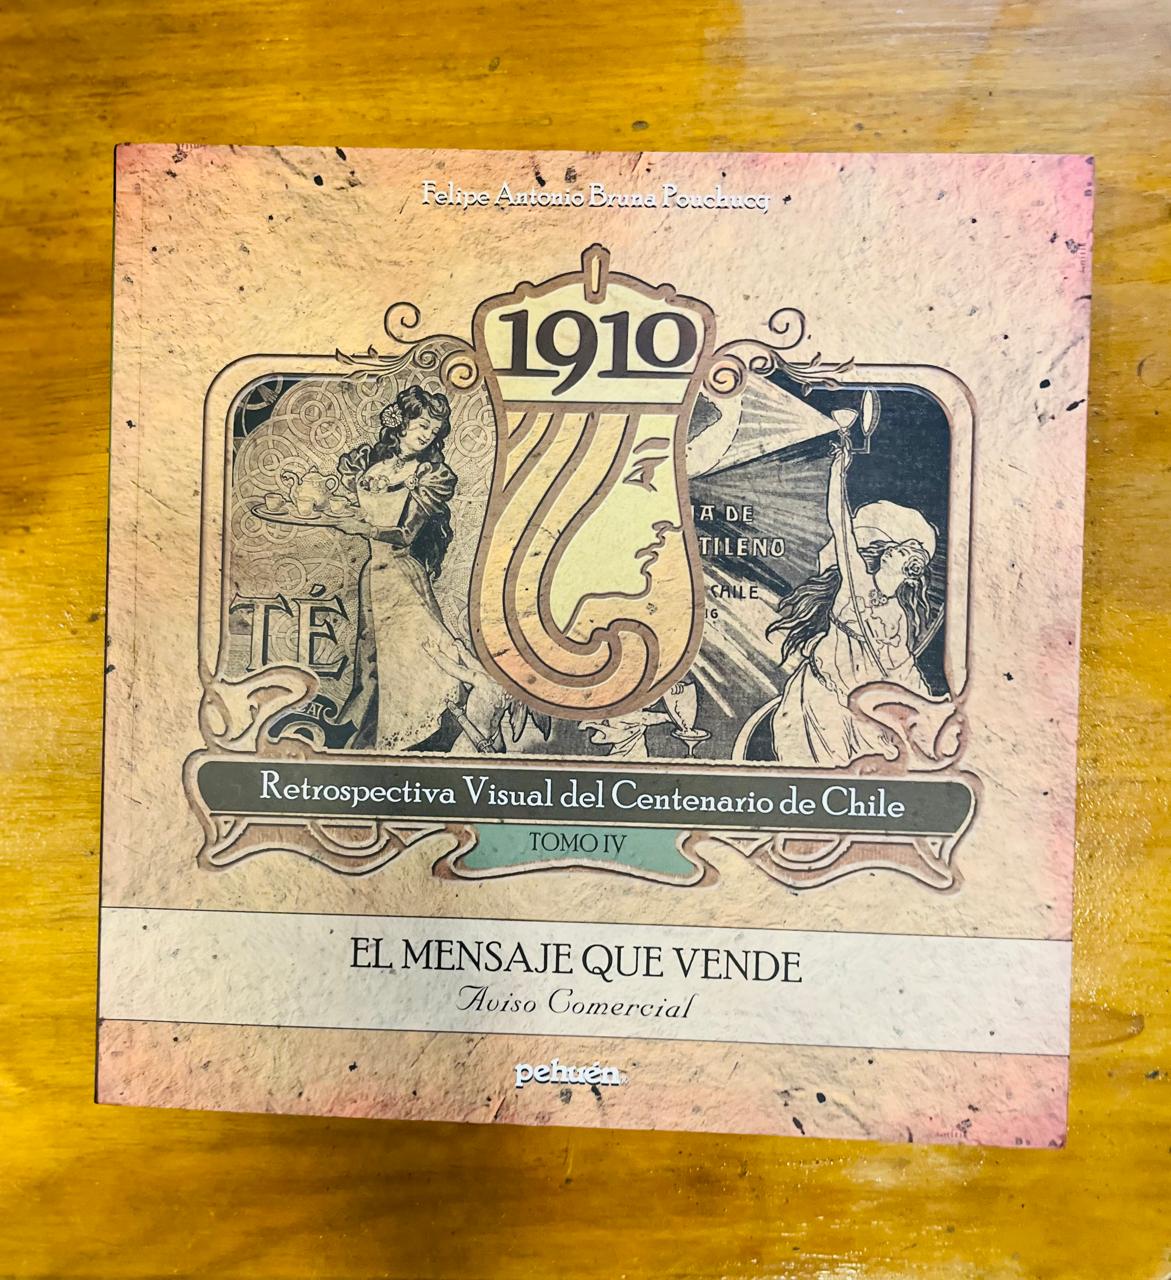 Felipe Antonio Bruna Pouchucq
1910
TÉ
IA DE
TILENO
CHILE
Retrospectiva Visual del Centenario de Chile
TOMO IV
EL MENSAJE QUE VENDE
Aviso Comercial
pehuén